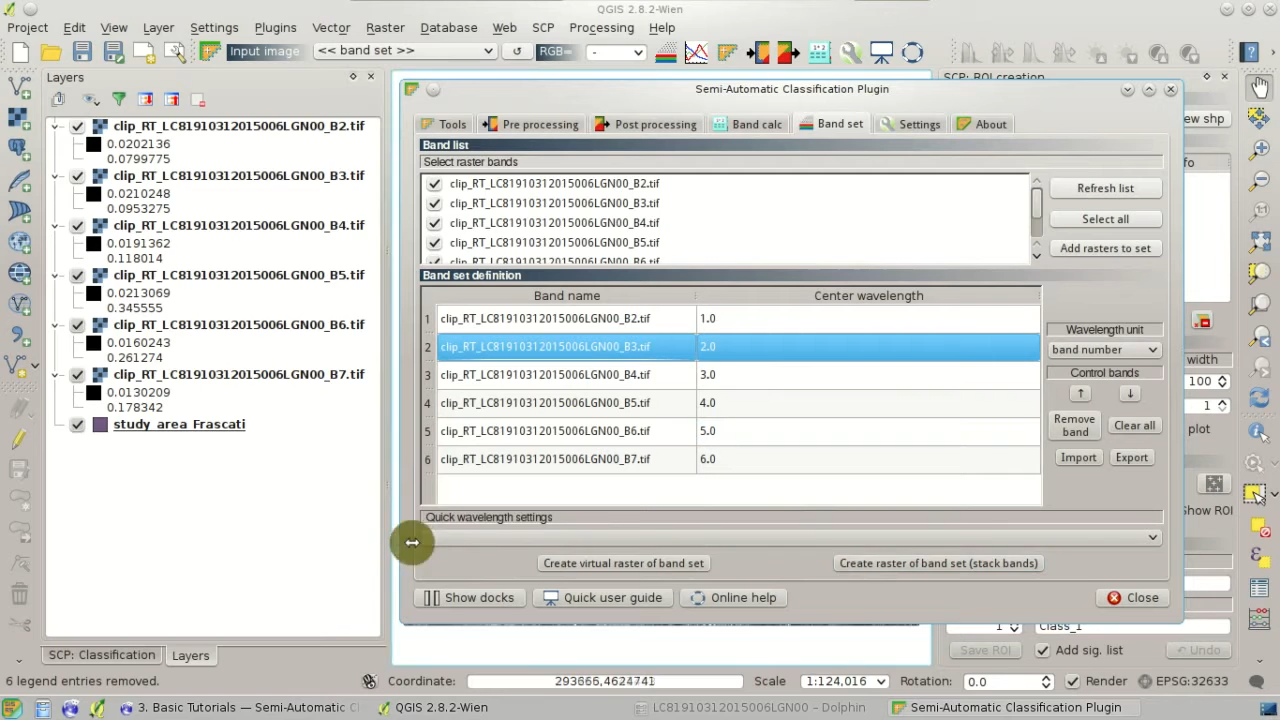 QGIS 2.8.2-Wien
Project Edit View Layer Settings Plugins Vector Raster Database Web SCP Processing Help
Input image << band set >> RGB= -
Layers
clip_RT_LC81910312015006LGN00_B2.tif
0.0202136
0.0799775
clip_RT_LC81910312015006LGN00_B3.tif
0.0210248
0.0953275
clip_RT_LC81910312015006LGN00_B4.tif
0.0191362
0.118014
clip_RT_LC81910312015006LGN00_B5.tif
0.0213069
0.345555
clip_RT_LC81910312015006LGN00_B6.tif
0.0160243
0.261274
clip_RT_LC81910312015006LGN00_B7.tif
0.0130209
0.178342
study_area_Frascati
SCP: Classification Layers
SCP: ROI creation
Semi-Automatic Classification Plugin
Tools Pre processing Post processing Band calc Band set Settings About
Band list
Select raster bands
clip_RT_LC81910312015006LGN00_B2.tif
clip_RT_LC81910312015006LGN00_B3.tif
clip_RT_LC81910312015006LGN00_B4.tif
clip_RT_LC81910312015006LGN00_B5.tif
clip_RT_LC81910312015006LGN00_B6.tif
Refresh list
Select all
Add rasters to set
Band set definition
Band name Center wavelength
1 clip_RT_LC81910312015006LGN00_B2.tif 1.0
2 clip_RT_LC81910312015006LGN00_B3.tif 2.0
3 clip_RT_LC81910312015006LGN00_B4.tif 3.0
4 clip_RT_LC81910312015006LGN00_B5.tif 4.0
5 clip_RT_LC81910312015006LGN00_B6.tif 5.0
6 clip_RT_LC81910312015006LGN00_B7.tif 6.0
Wavelength unit
band number
Control bands
↑ ↓
Remove band
Clear all
Import Export
Quick wavelength settings
Create virtual raster of band set Create raster of band set (stack bands)
Show docks Quick user guide Online help Close
ew shp
fo
width
100
1
plot
Show ROI
1 Class_1
Save ROI Add sig. list Undo
6 legend entries removed. Coordinate: 293666,4624741 Scale 1:124,016 Rotation: 0.0 Render EPSG:32633
3. Basic Tutorials — Semi-Automatic C QGIS 2.8.2-Wien LC81910312015006LGN00 – Dolphin Semi-Automatic Classification Plugin